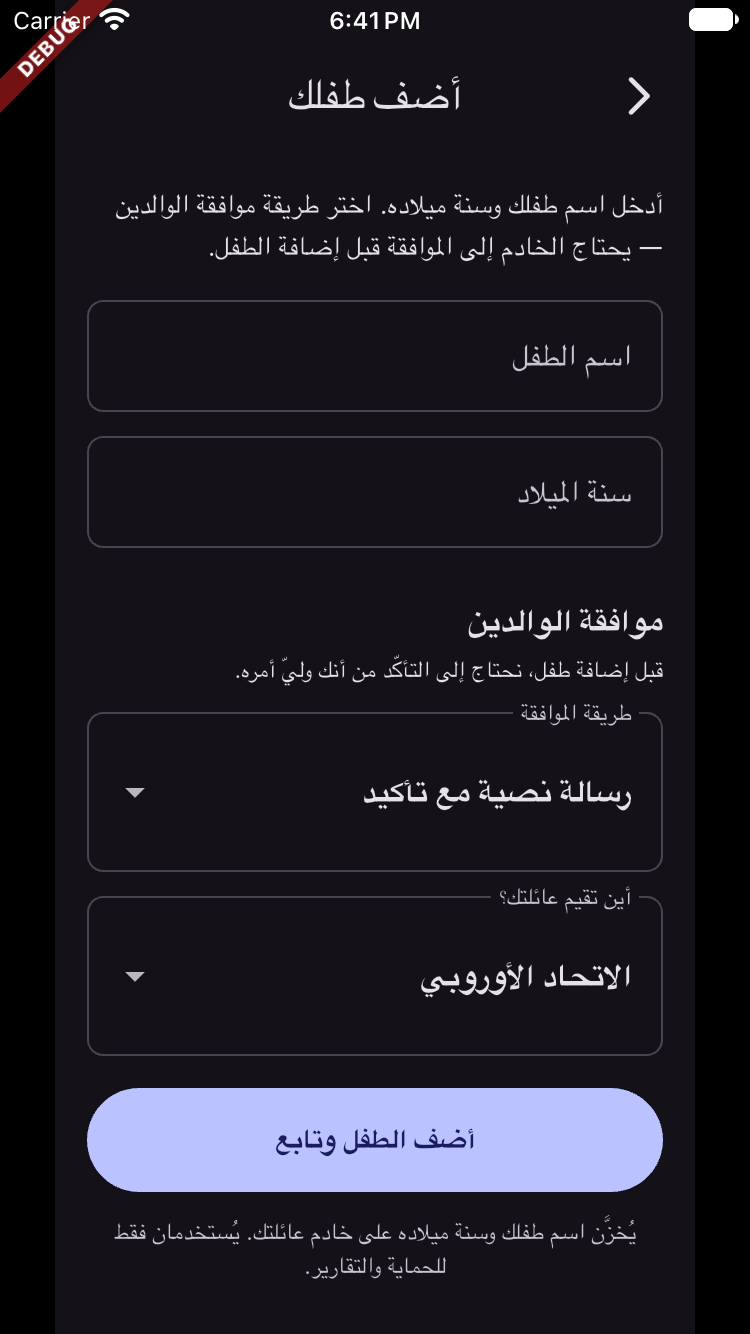 Carrier
6:41 PM
DEBUG
أضف طفلك
أدخل اسم طفلك وسنة ميلاده. اختر طريقة موافقة الوالدين
— يحتاج الخادم إلى الموافقة قبل إضافة الطفل.
اسم الطفل
سنة الميلاد
موافقة الوالدين
قبل إضافة طفل، نحتاج إلى التأكّد من أنك وليّ أمره.
طريقة الموافقة
رسالة نصية مع تأكيد
أين تقيم عائلتك؟
الاتحاد الأوروبي
أضف الطفل وتابع
يُخزَّن اسم طفلك وسنة ميلاده على خادم عائلتك. يُستخدمان فقط
للحماية والتقارير.